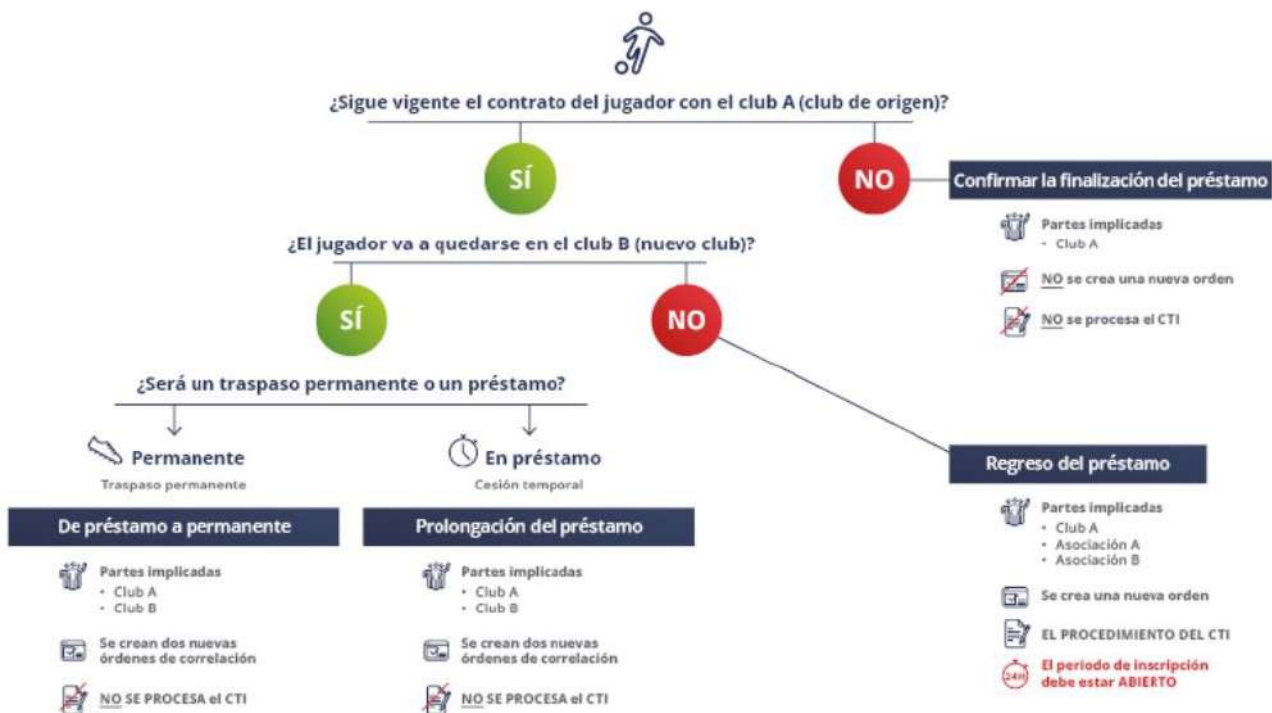 ¿Sigue vigente el contrato del jugador con el club A (club de origen)?
SÍ
NO
Confirmar la finalización del préstamo
Partes implicadas
• Club A
NO se crea una nueva orden
NO se procesa el CTI
¿El jugador va a quedarse en el club B (nuevo club)?
SÍ
NO
¿Será un traspaso permanente o un préstamo?
Permanente
Traspaso permanente
De préstamo a permanente
Partes implicadas
• Club A
• Club B
Se crean dos nuevas
órdenes de correlación
NO SE PROCESA el CTI
En préstamo
Cesión temporal
Prolongación del préstamo
Partes implicadas
• Club A
• Club B
Se crean dos nuevas
órdenes de correlación
NO SE PROCESA el CTI
Regreso del préstamo
Partes implicadas
• Club A
• Asociación A
• Asociación B
Se crea una nueva orden
EL PROCEDIMIENTO DEL CTI
24H
El período de inscripción
debe estar ABIERTO